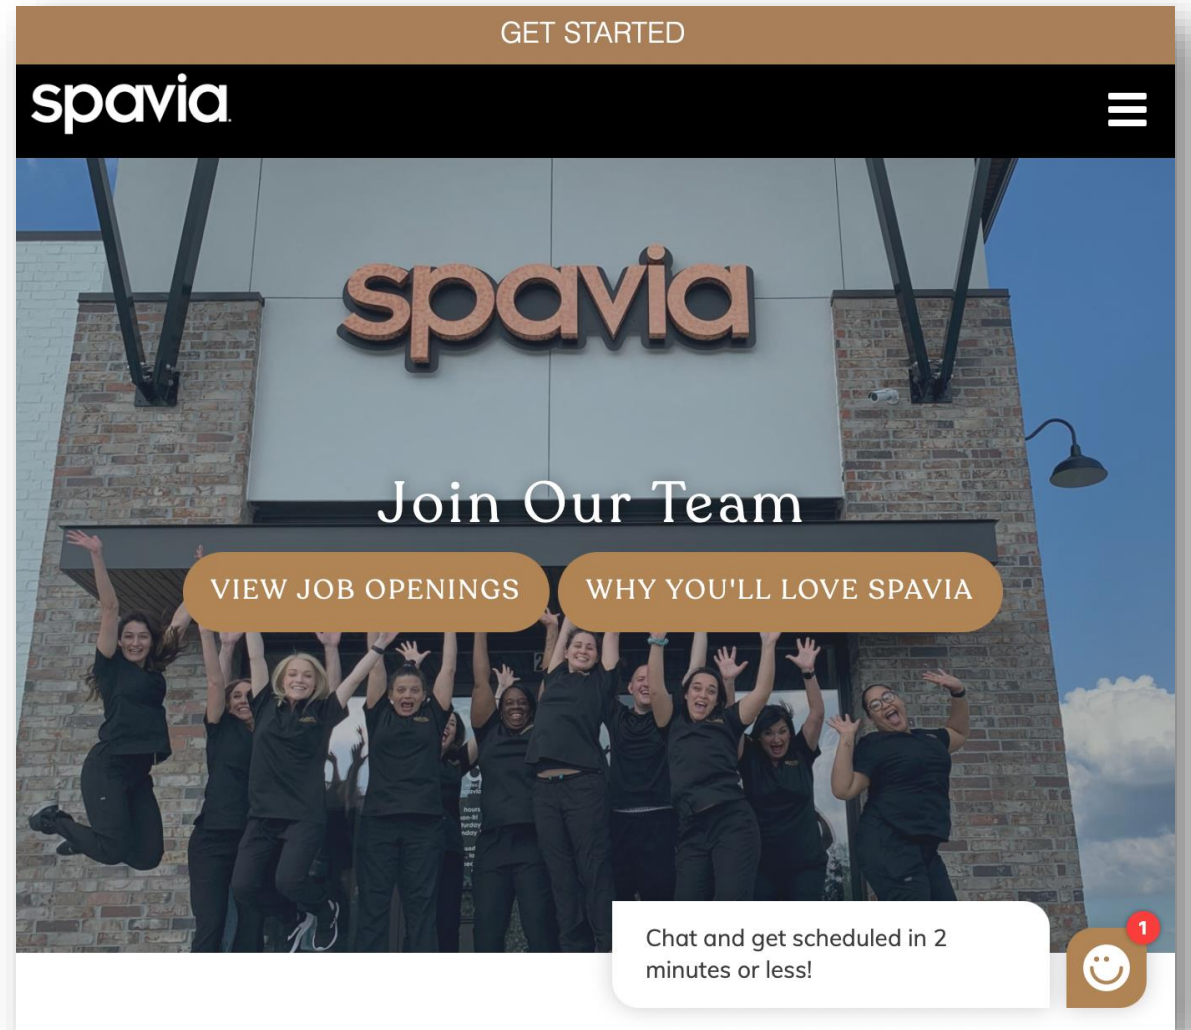 GET STARTED
spavia
spavia
Join Our Team
VIEW JOB OPENINGS
WHY YOU'LL LOVE SPAVIA
hours
Chat and get scheduled in 2
minutes or less!
1